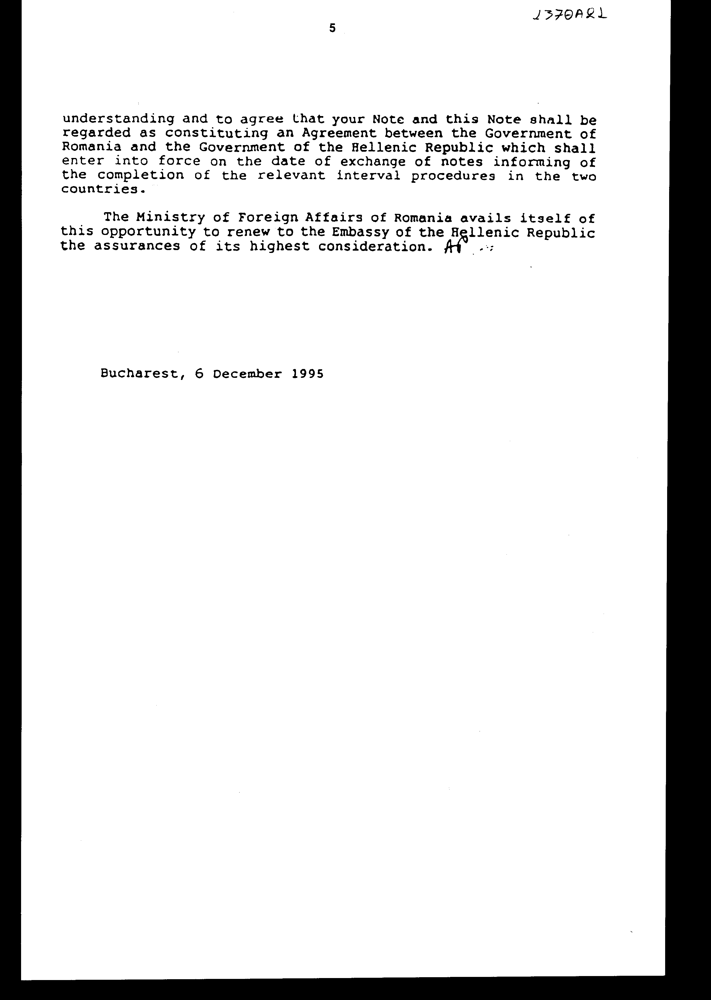 5
understanding and to agree that your Note and this Note shall be
regarded as constituting an Agreement between the Government of
Romania and the Government of the Hellenic Republic which shall
enter into force on the date of exchange of notes informing of
the completion of the relevant interval procedures in the two
countries.
The Ministry of Foreign Affairs of Romania avails itself of
this opportunity to renew to the Embassy of the Hellenic Republic
the assurances of its highest consideration.
Bucharest, 6 December 1995